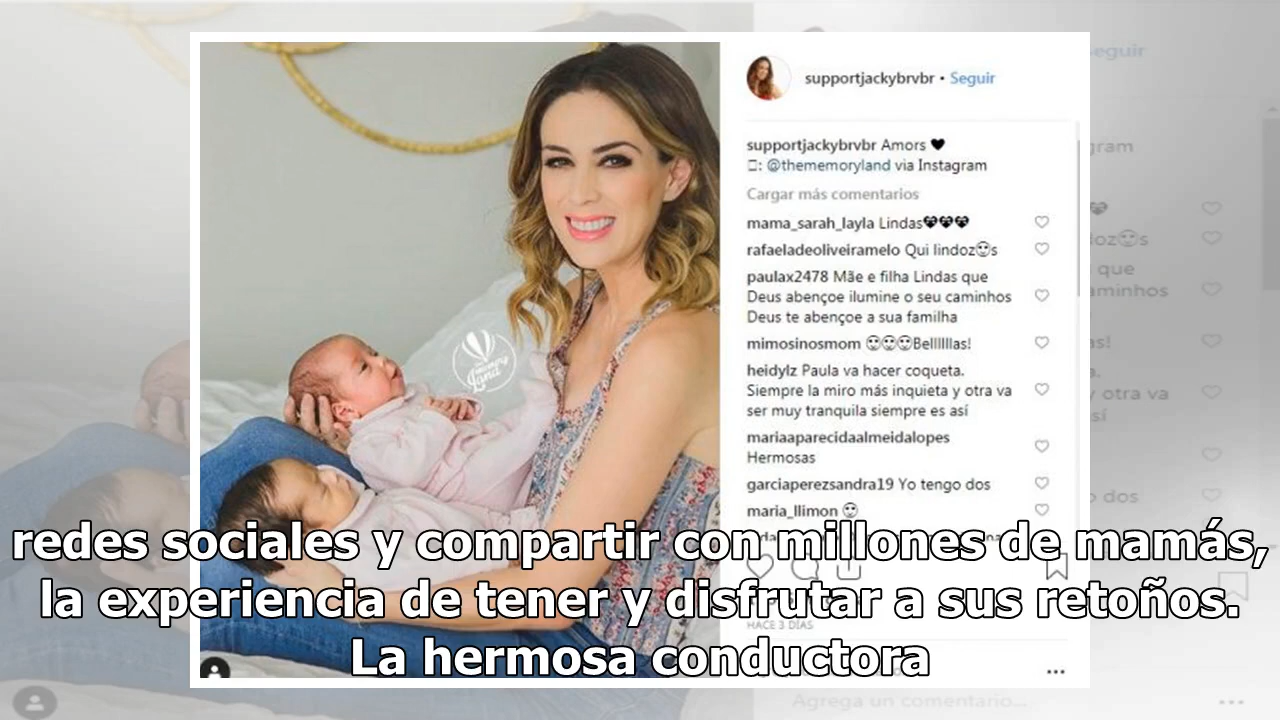 supportjackybrvbr • Seguir
supportjackybrvbr Amors 🖤
: @thememoryland via Instagram
Cargar más comentarios
mama_sarah_layla Lindas
rafaeladeoliveiramelo Qui lindoz s
paulax2478 Mãe e filha Lindas que
Deus abençoe ilumine o seu caminhos
Deus te abençoe a sua familha
mimosinosmom Bellllllas!
heidylz Paula va hacer coqueta.
Siempre la miro más inquieta y otra va
ser muy tranquila siempre es así
mariaaparecidaalmeidalopes
Hermosas
garciaperezsandra19 Yo tengo dos
maria_llimon
Land
redes sociales y compartir con millones de mamás,
la experiencia de tener y disfrutar a sus retoños.
HACE 3 DÍAS
La hermosa conductora
Agrega un comentario...